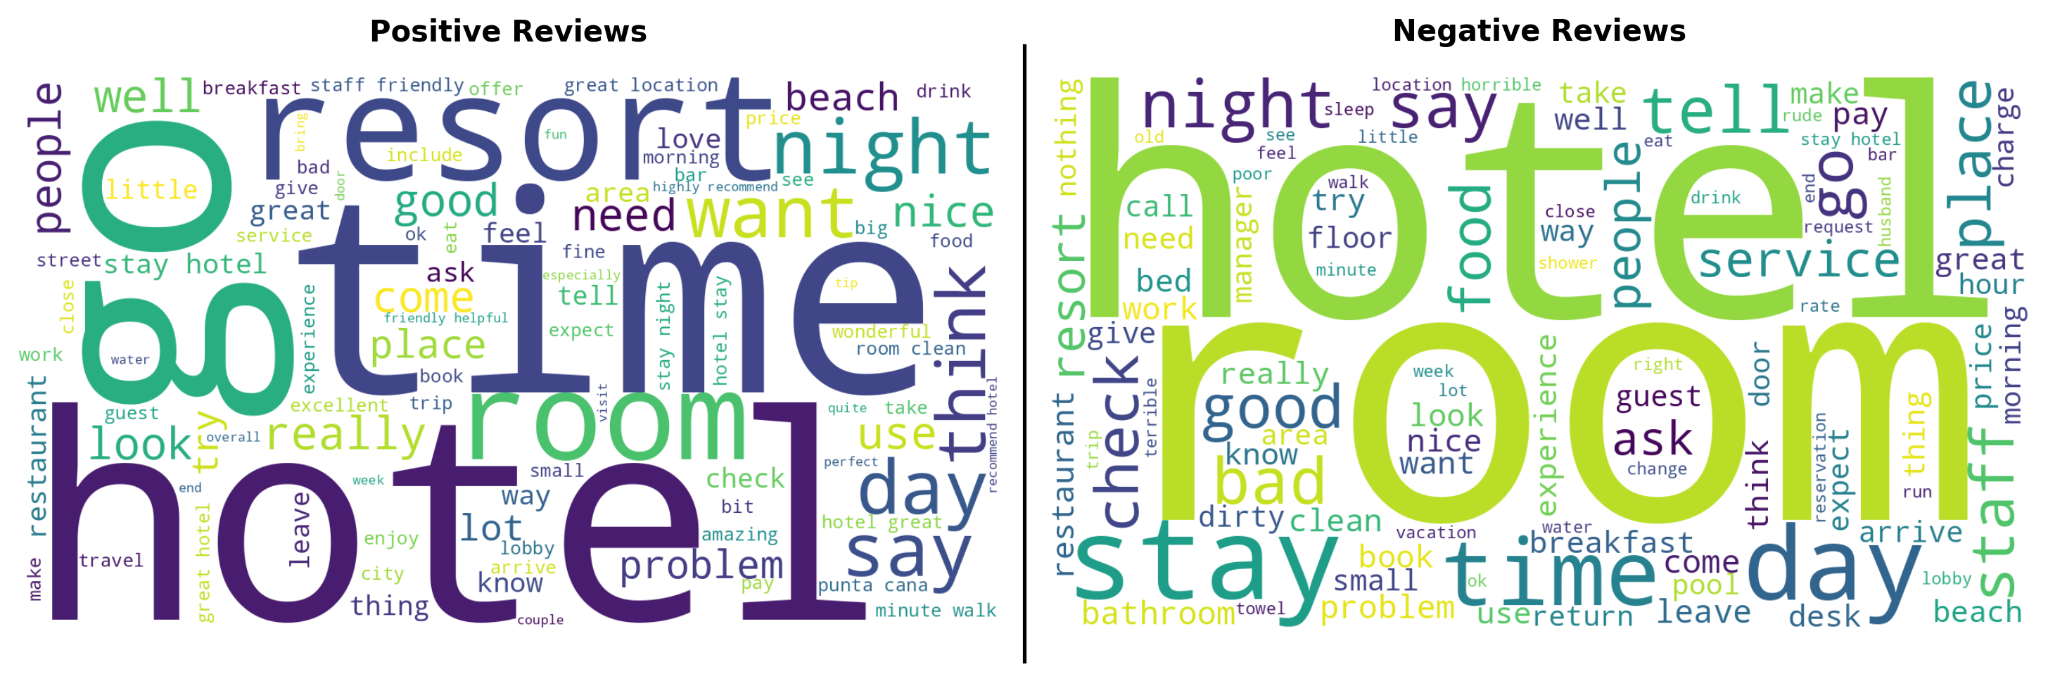 Positive Reviews
people
well
breakfast
staff friendly
offer
great location
beach
drink
resort
bring
fun
love
price
night
morning
bad
include
door
bar
see
little
give
good
area
highly recommend
go
great
need
want
nice
service
ok
eat
feel
fine
big
food
street
stay hotel
time
ask
especially
think
tip
close
experience
come
tell
friendly helpful
expect
stay night
hotel stay
wonderful
work
water
place
room clean
book
restaurant
guest
excellent
trip
visit
room
quite
take
recommend hotel
look
overall
try
really
use
hotel
end
week
small
check
perfect
day
way
bit
great hotel
leave
lot
hotel great
enjoy
lobby
amazing
say
make
travel
city
arrive
know
problem
pay
punta cana
thing
couple
minute walk
Negative Reviews
nothing
night
location
horrible
sleep
say
take
tell
make
rude
pay
place
charge
old
see
little
well
stay hotel
feel
eat
bar
hotel
poor
walk
call
try
food
people
drink
end
go
husband
manager
close
need
floor
way
request
resort
bed
minute
shower
service
great
work
hour
rate
give
room
price
morning
check
really
week
right
experience
door
lot
terrible
good
look
guest
restaurant
trip
area
nice
ask
thing
know
want
change
think
reservation
expect
bad
run
staff
dirty
clean
vacation
water
arrive
stay
book
time
breakfast
come
day
small
ok
pool
lobby
bathroom
towel
problem
use
return
leave
desk
beach